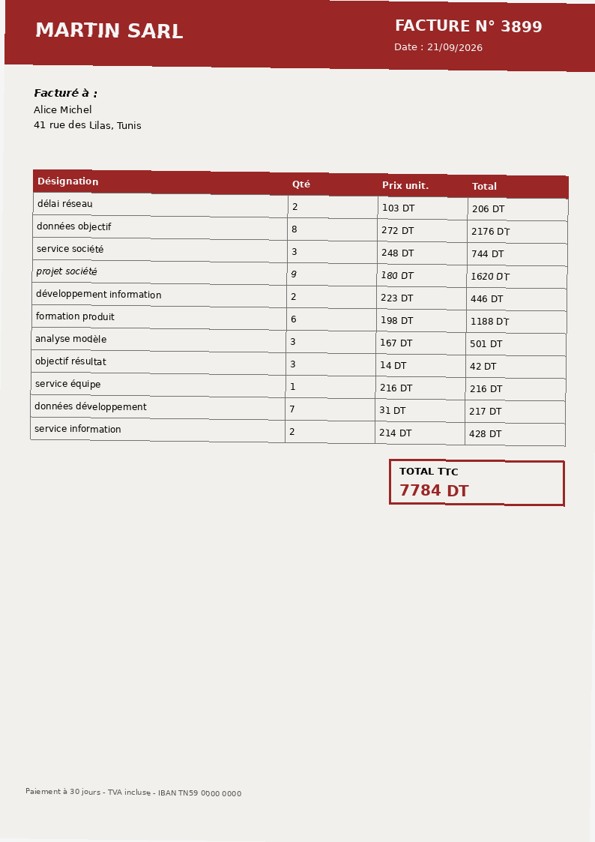 MARTIN SARL
FACTURE N° 3899
Date : 21/09/2026
Facturé à :
Alice Michel
41 rue des Lilas, Tunis
Désignation Qté Prix unit. Total
délai réseau 2 103 DT 206 DT
données objectif 8 272 DT 2176 DT
service société 3 248 DT 744 DT
projet société 9 180 DT 1620 DT
développement information 2 223 DT 446 DT
formation produit 6 198 DT 1188 DT
analyse modèle 3 167 DT 501 DT
objectif résultat 3 14 DT 42 DT
service équipe 1 216 DT 216 DT
données développement 7 31 DT 217 DT
service information 2 214 DT 428 DT
TOTAL TTC
7784 DT
Paiement à 30 jours - TVA incluse - IBAN TN59 0000 0000